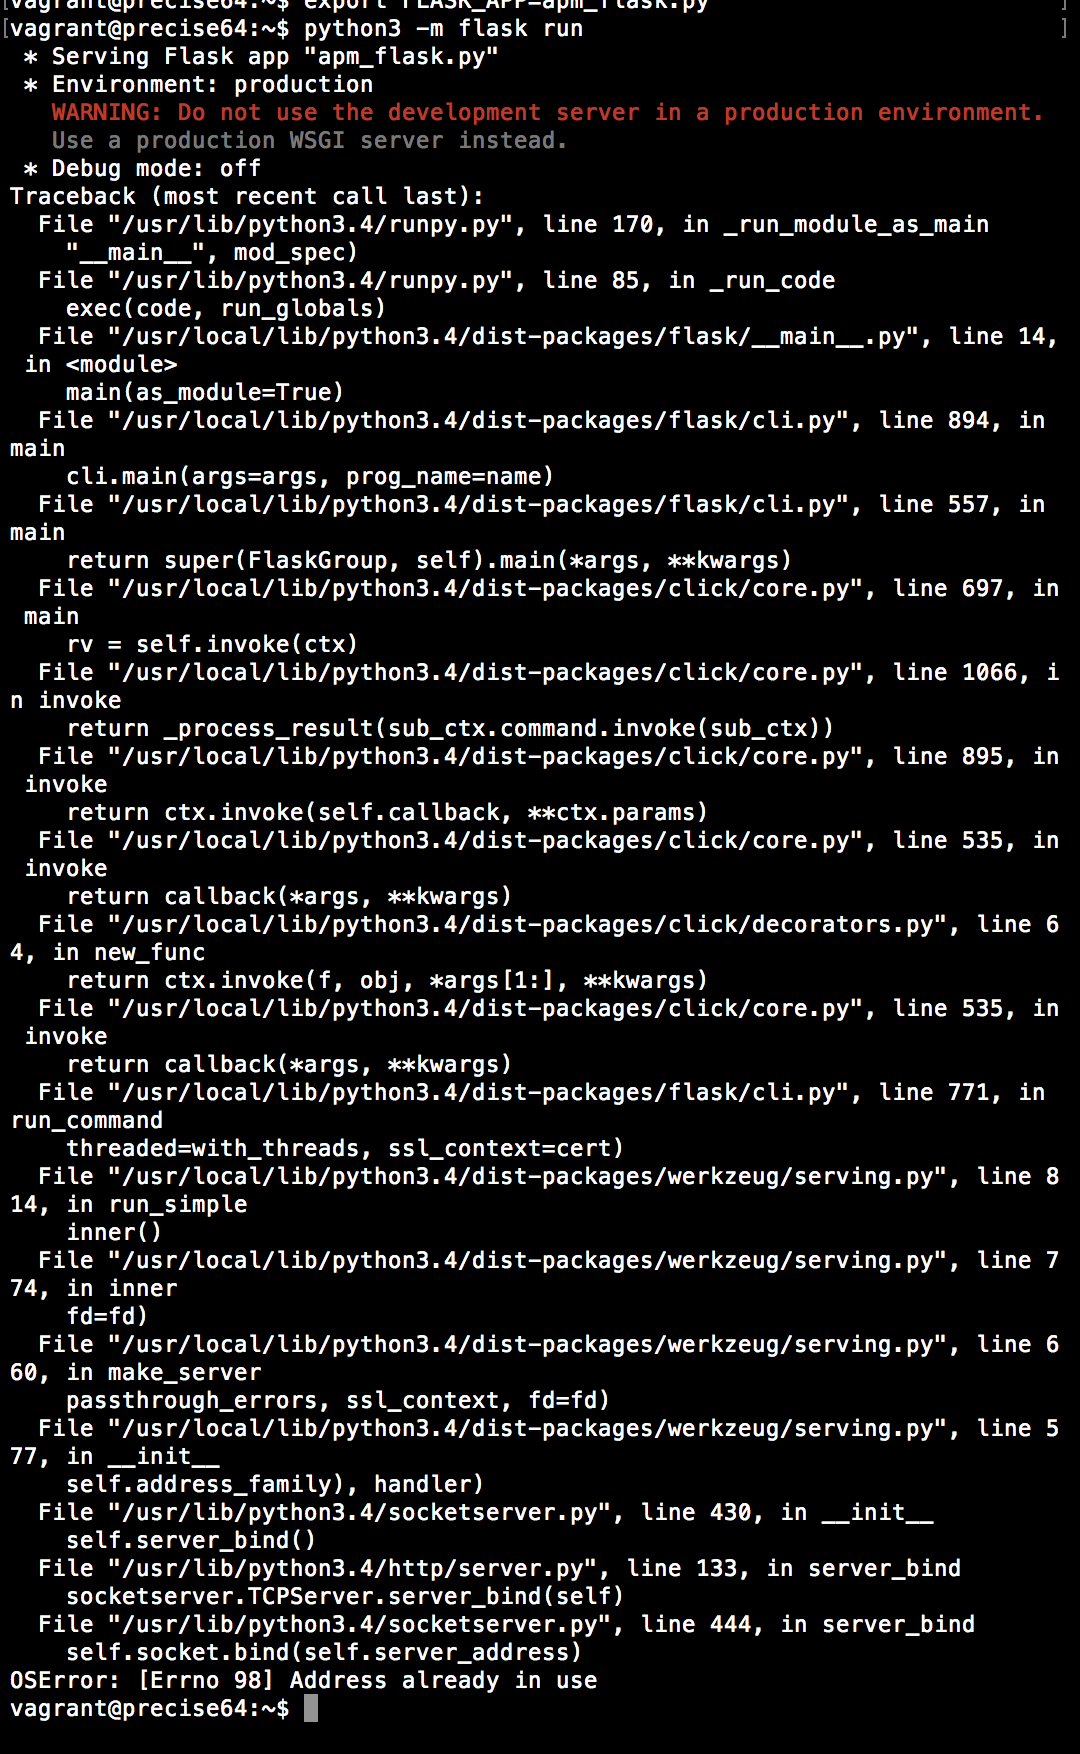 vagrant@precise64:~$ export FLASK_APP=apm_flask.py
[vagrant@precise64:~$ python3 -m flask run ]
 * Serving Flask app "apm_flask.py"
 * Environment: production
   WARNING: Do not use the development server in a production environment.
   Use a production WSGI server instead.
 * Debug mode: off
Traceback (most recent call last):
  File "/usr/lib/python3.4/runpy.py", line 170, in _run_module_as_main
    "__main__", mod_spec)
  File "/usr/lib/python3.4/runpy.py", line 85, in _run_code
    exec(code, run_globals)
  File "/usr/local/lib/python3.4/dist-packages/flask/__main__.py", line 14,
 in <module>
    main(as_module=True)
  File "/usr/local/lib/python3.4/dist-packages/flask/cli.py", line 894, in
main
    cli.main(args=args, prog_name=name)
  File "/usr/local/lib/python3.4/dist-packages/flask/cli.py", line 557, in
main
    return super(FlaskGroup, self).main(*args, **kwargs)
  File "/usr/local/lib/python3.4/dist-packages/click/core.py", line 697, in
 main
    rv = self.invoke(ctx)
  File "/usr/local/lib/python3.4/dist-packages/click/core.py", line 1066, i
n invoke
    return _process_result(sub_ctx.command.invoke(sub_ctx))
  File "/usr/local/lib/python3.4/dist-packages/click/core.py", line 895, in
 invoke
    return ctx.invoke(self.callback, **ctx.params)
  File "/usr/local/lib/python3.4/dist-packages/click/core.py", line 535, in
 invoke
    return callback(*args, **kwargs)
  File "/usr/local/lib/python3.4/dist-packages/click/decorators.py", line 6
4, in new_func
    return ctx.invoke(f, obj, *args[1:], **kwargs)
  File "/usr/local/lib/python3.4/dist-packages/click/core.py", line 535, in
 invoke
    return callback(*args, **kwargs)
  File "/usr/local/lib/python3.4/dist-packages/flask/cli.py", line 771, in
run_command
    threaded=with_threads, ssl_context=cert)
  File "/usr/local/lib/python3.4/dist-packages/werkzeug/serving.py", line 8
14, in run_simple
    inner()
  File "/usr/local/lib/python3.4/dist-packages/werkzeug/serving.py", line 7
74, in inner
    fd=fd)
  File "/usr/local/lib/python3.4/dist-packages/werkzeug/serving.py", line 6
60, in make_server
    passthrough_errors, ssl_context, fd=fd)
  File "/usr/local/lib/python3.4/dist-packages/werkzeug/serving.py", line 5
77, in __init__
    self.address_family), handler)
  File "/usr/lib/python3.4/socketserver.py", line 430, in __init__
    self.server_bind()
  File "/usr/lib/python3.4/http/server.py", line 133, in server_bind
    socketserver.TCPServer.server_bind(self)
  File "/usr/lib/python3.4/socketserver.py", line 444, in server_bind
    self.socket.bind(self.server_address)
OSError: [Errno 98] Address already in use
vagrant@precise64:~$